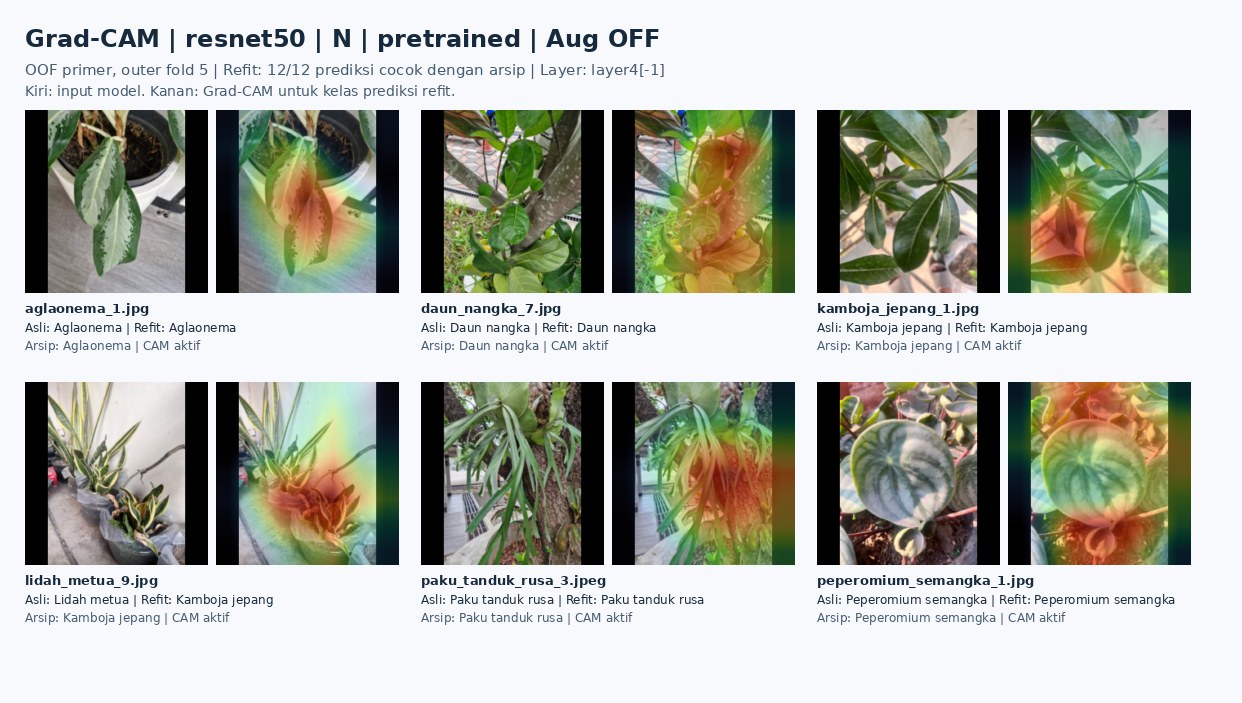 Grad-CAM | resnet50 | N | pretrained | Aug OFF
OOF primer, outer fold 5 | Refit: 12/12 prediksi cocok dengan arsip | Layer: layer4[-1]
Kiri: input model. Kanan: Grad-CAM untuk kelas prediksi refit.
aglaonema_1.jpg
Asli: Aglaonema | Refit: Aglaonema
Arsip: Aglaonema | CAM aktif
daun_nangka_7.jpg
Asli: Daun nangka | Refit: Daun nangka
Arsip: Daun nangka | CAM aktif
kamboja_jepang_1.jpg
Asli: Kamboja jepang | Refit: Kamboja jepang
Arsip: Kamboja jepang | CAM aktif
lidah_metua_9.jpg
Asli: Lidah metua | Refit: Kamboja jepang
Arsip: Kamboja jepang | CAM aktif
paku_tanduk_rusa_3.jpeg
Asli: Paku tanduk rusa | Refit: Paku tanduk rusa
Arsip: Paku tanduk rusa | CAM aktif
peperomium_semangka_1.jpg
Asli: Peperomium semangka | Refit: Peperomium semangka
Arsip: Peperomium semangka | CAM aktif